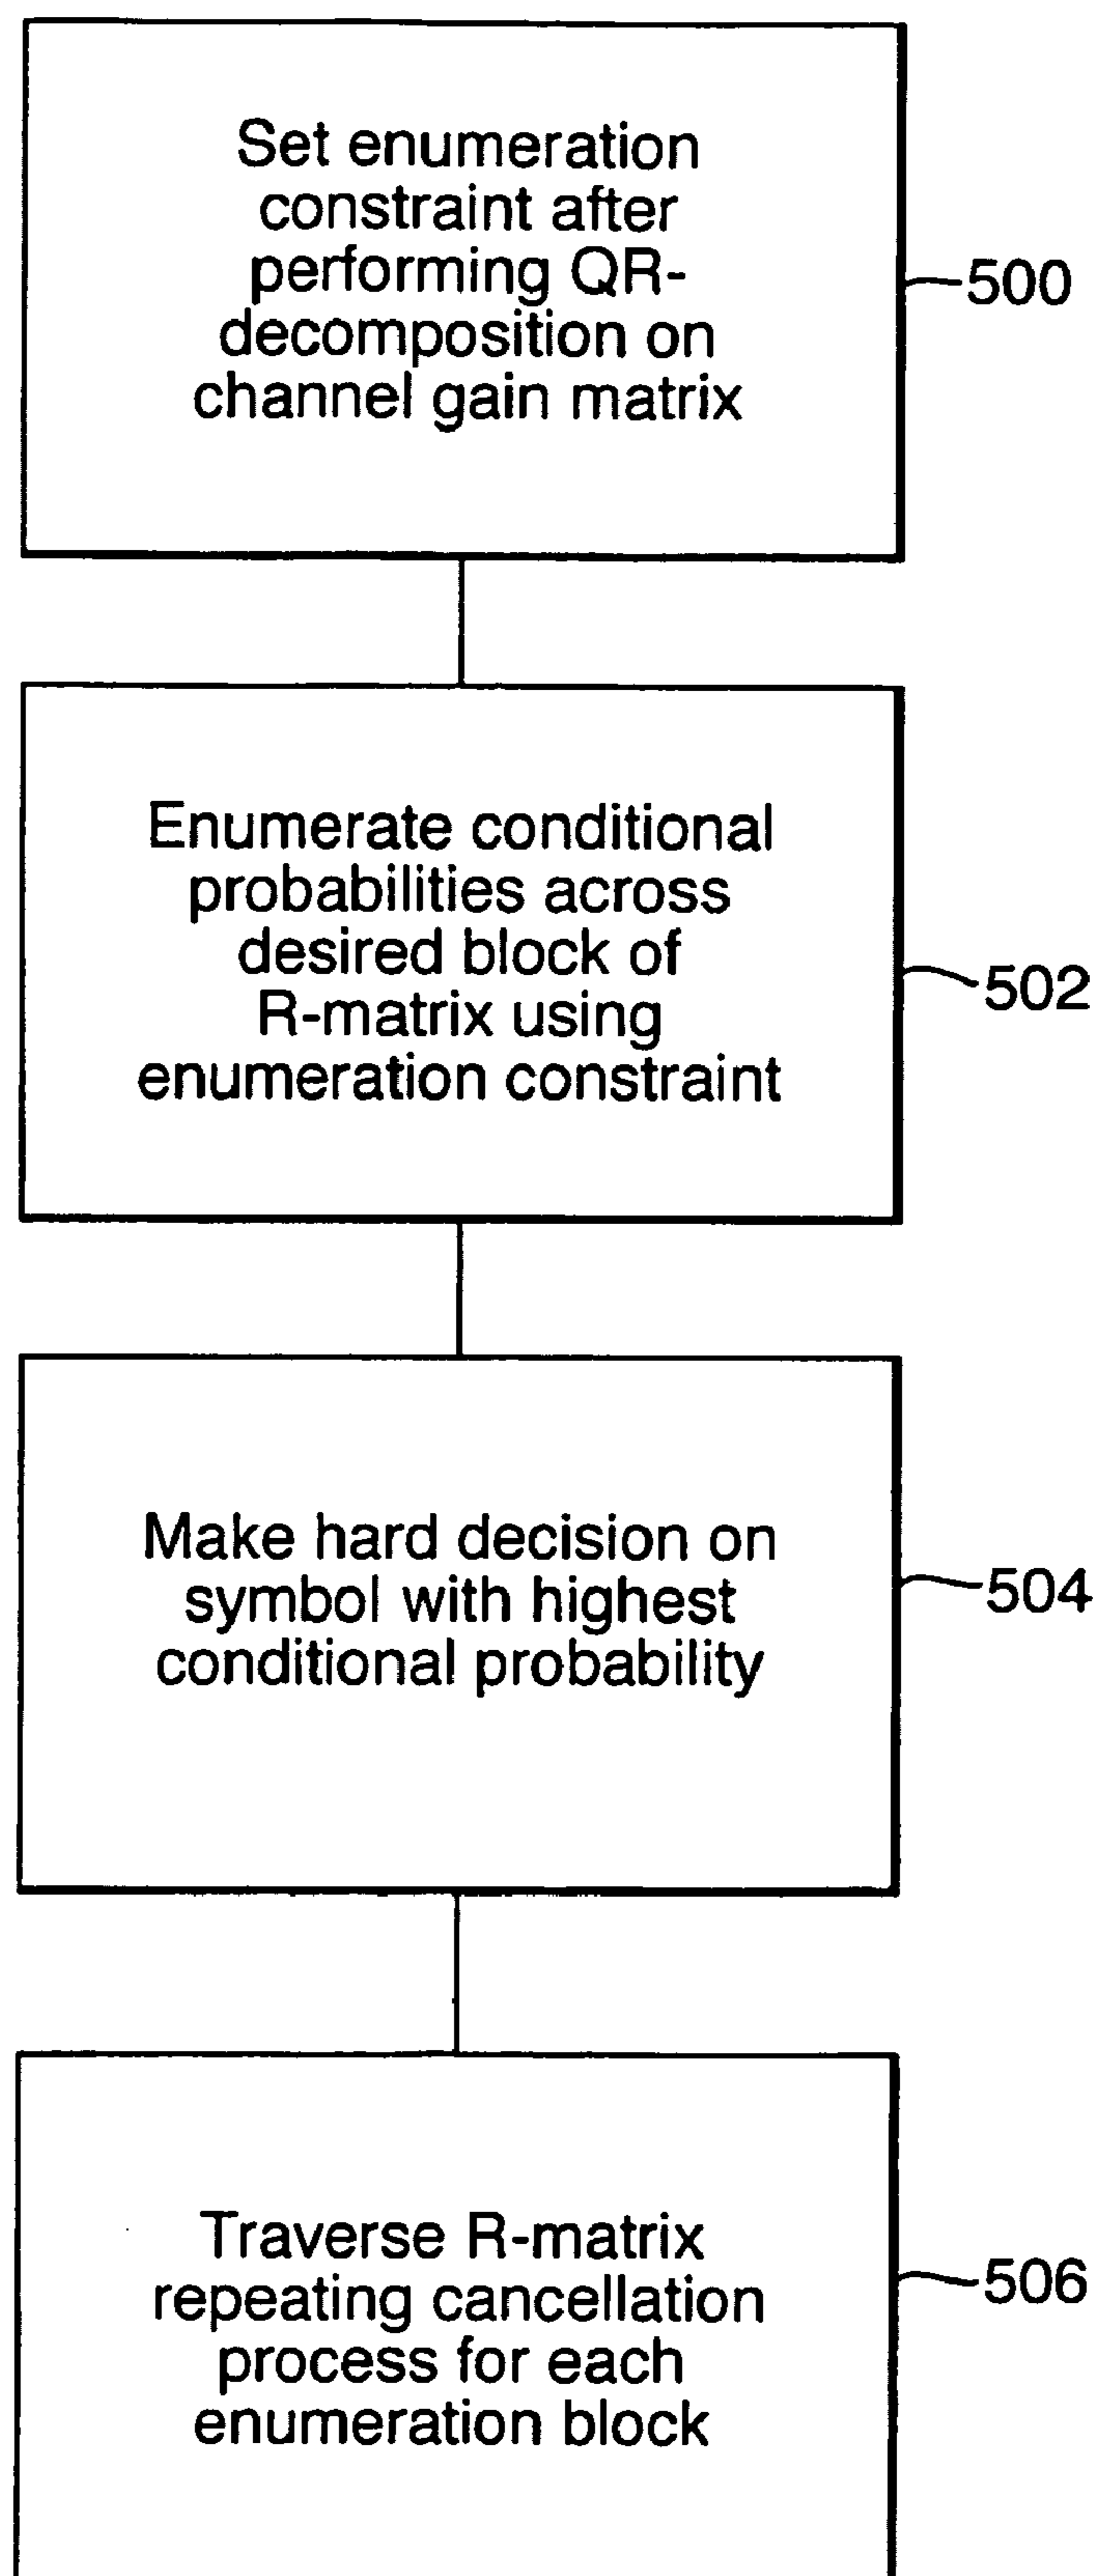 Set enumeration
constraint after
performing QR-
decomposition on
channel gain matrix
500
Enumerate conditional
probabilities across
desired block of
R-matrix using
enumeration constraint
502
Make hard decision on
symbol with highest
conditional probability
504
Traverse R-matrix
repeating cancellation
process for each
enumeration block
506